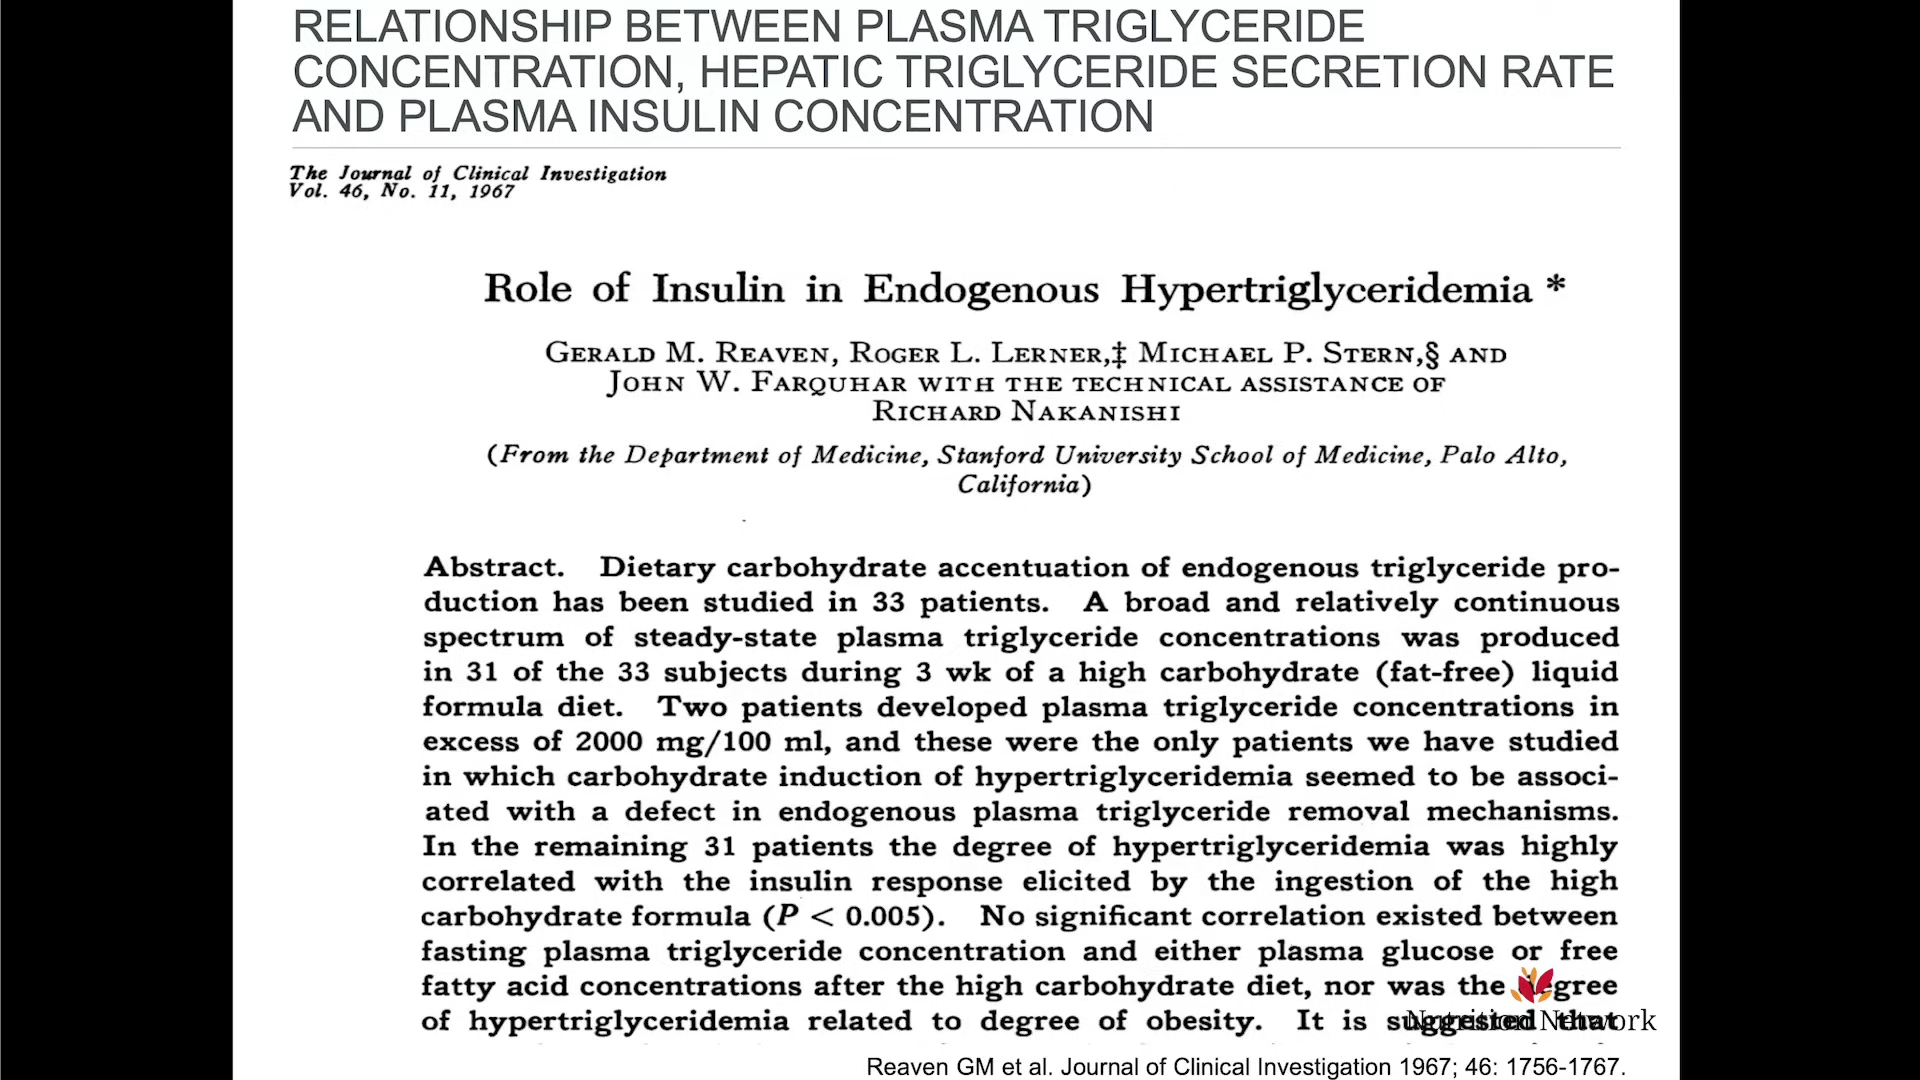 RELATIONSHIP BETWEEN PLASMA TRIGLYCERIDE
CONCENTRATION, HEPATIC TRIGLYCERIDE SECRETION RATE
AND PLASMA INSULIN CONCENTRATION
The Journal of Clinical Investigation
Vol. 46, No. 11, 1967
Role of Insulin in Endogenous Hypertriglyceridemia *
GERALD M. REAVEN, ROGER L. LERNER,‡ MICHAEL P. STERN,§ AND
JOHN W. FARQUHAR WITH THE TECHNICAL ASSISTANCE OF
RICHARD NAKANISHI
(From the Department of Medicine, Stanford University School of Medicine, Palo Alto,
California)
Abstract. Dietary carbohydrate accentuation of endogenous triglyceride pro-
duction has been studied in 33 patients. A broad and relatively continuous
spectrum of steady-state plasma triglyceride concentrations was produced
in 31 of the 33 subjects during 3 wk of a high carbohydrate (fat-free) liquid
formula diet. Two patients developed plasma triglyceride concentrations in
excess of 2000 mg/100 ml, and these were the only patients we have studied
in which carbohydrate induction of hypertriglyceridemia seemed to be associ-
ated with a defect in endogenous plasma triglyceride removal mechanisms.
In the remaining 31 patients the degree of hypertriglyceridemia was highly
correlated with the insulin response elicited by the ingestion of the high
carbohydrate formula (P < 0.005). No significant correlation existed between
fasting plasma triglyceride concentration and either plasma glucose or free
fatty acid concentrations after the high carbohydrate diet, nor was the degree
of hypertriglyceridemia related to degree of obesity. It is suggested that
Nutrition Network
Reaven GM et al. Journal of Clinical Investigation 1967; 46: 1756-1767.